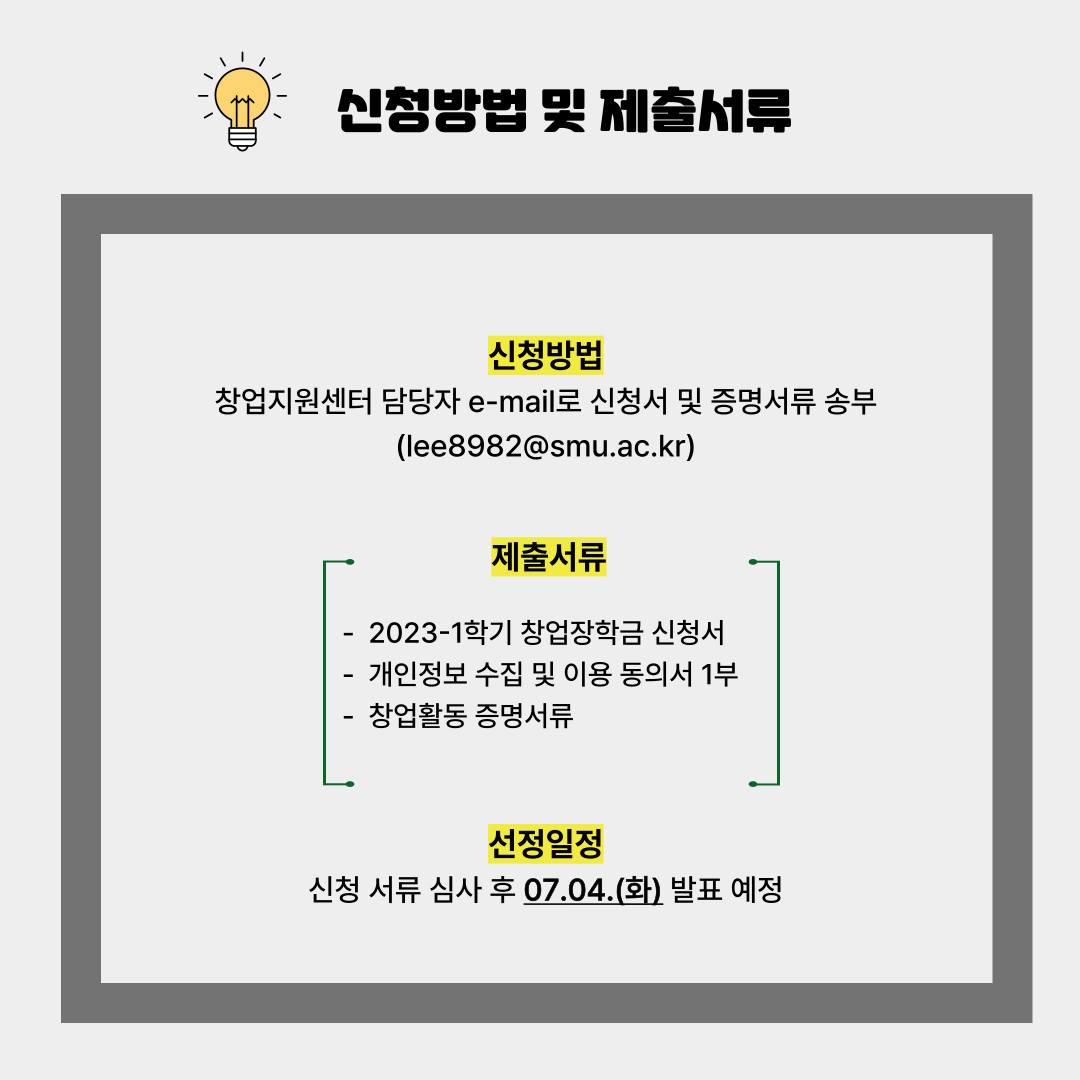 신청방법 및 제출서류
신청방법
창업지원센터 담당자 e-mail로 신청서 및 증명서류 송부
(lee8982@smu.ac.kr)
제출서류
- 2023-1학기 창업장학금 신청서
- 개인정보 수집 및 이용 동의서 1부
- 창업활동 증명서류
선정일정
신청 서류 심사 후 07.04.(화) 발표 예정